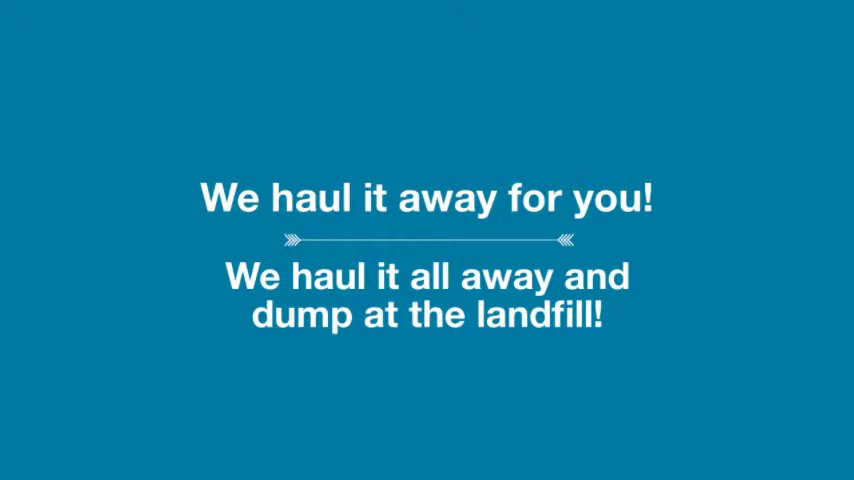 We haul it away for you!
We haul it all away and
dump at the landfill!